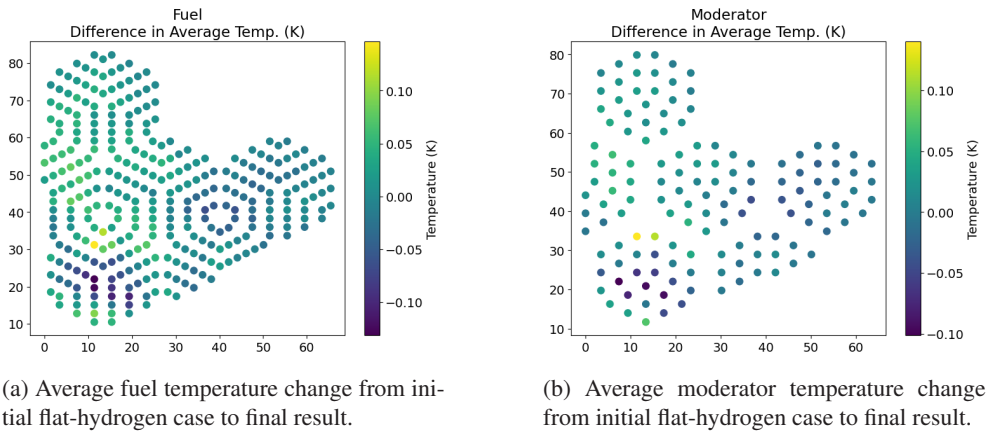 Fuel
Difference in Average Temp. (K)
80
70
60
50
40
30
20
10
0 10 20 30 40 50 60
0.10
0.05
0.00
−0.05
−0.10
Temperature (K)
Moderator
Difference in Average Temp. (K)
80
70
60
50
40
30
20
10
0 10 20 30 40 50 60
0.10
0.05
0.00
−0.05
−0.10
Temperature (K)
(a) Average fuel temperature change from ini-
tial flat-hydrogen case to final result.
(b) Average moderator temperature change
from initial flat-hydrogen case to final result.